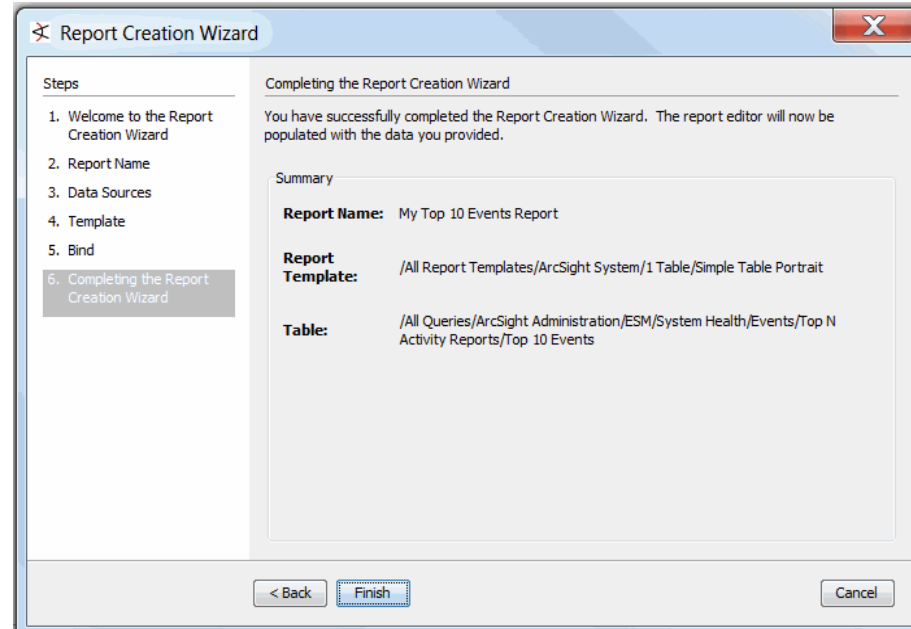 Report Creation Wizard
X
Steps
1. Welcome to the Report
Creation Wizard
2. Report Name
3. Data Sources
4. Template
5. Bind
6. Completing the Report
Creation Wizard
Completing the Report Creation Wizard
You have successfully completed the Report Creation Wizard. The report editor will now be
populated with the data you provided.
Summary
Report Name: My Top 10 Events Report
Report
Template: /All Report Templates/ArcSight System/1 Table/Simple Table Portrait
Table: /All Queries/ArcSight Administration/ESM/System Health/Events/Top N
Activity Reports/Top 10 Events
< Back
Finish
Cancel